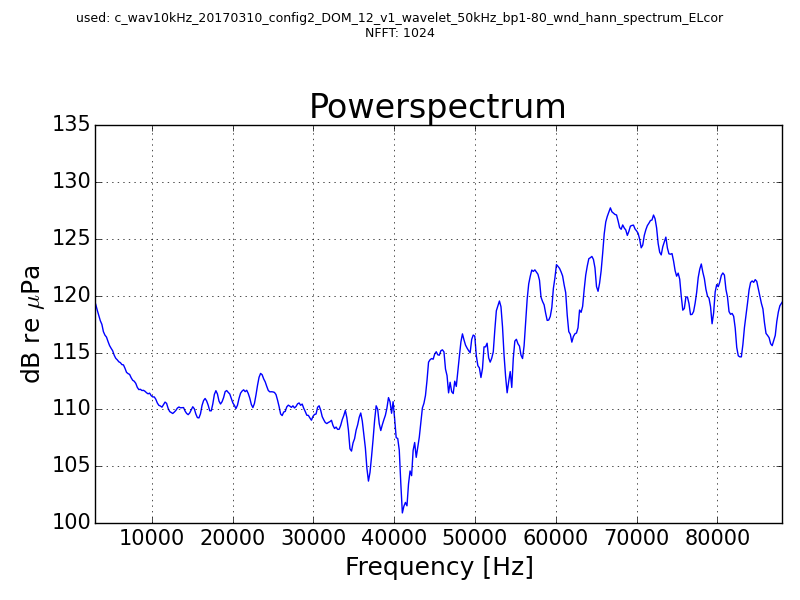 used: c_wav10kHz_20170310_config2_DOM_12_v1_wavelet_50kHz_bp1-80_wnd_hann_spectrum_ELcor
NFFT: 1024
Powerspectrum
135
130
125
120
115
110
105
100
dB re μPa
10000 20000 30000 40000 50000 60000 70000 80000
Frequency [Hz]